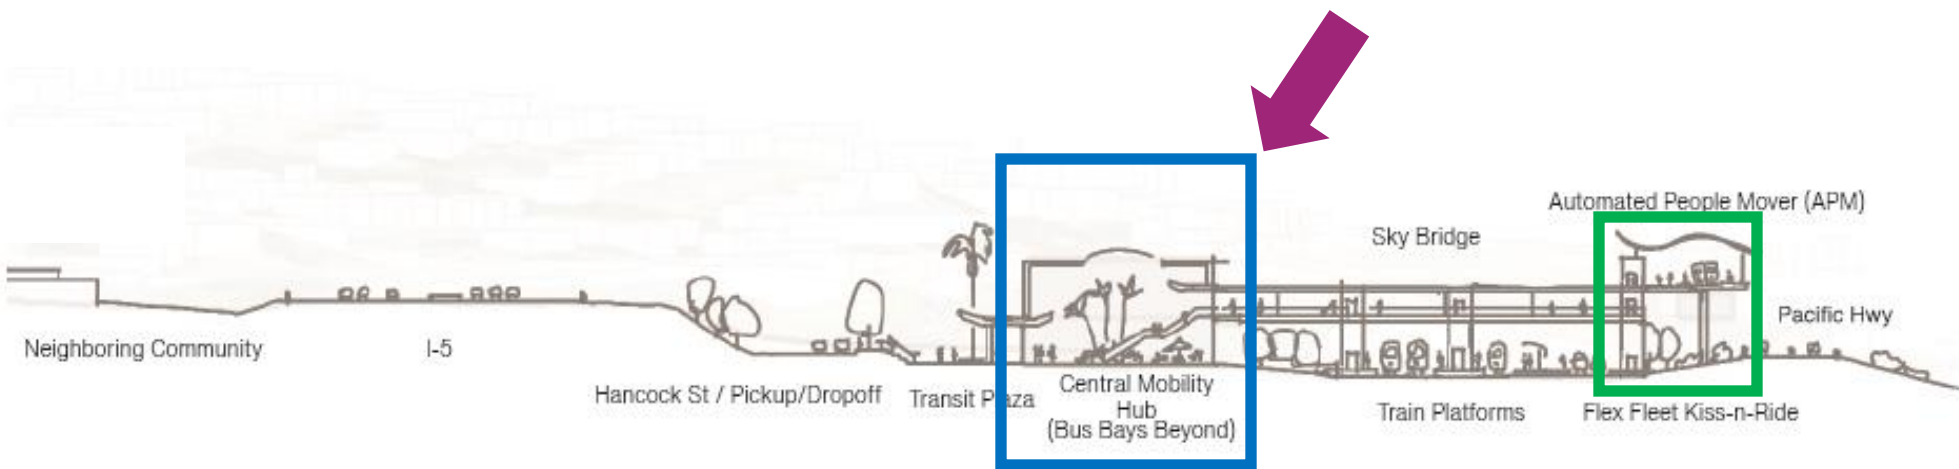 Automated People Mover (APM)
Sky Bridge
Pacific Hwy
Neighboring Community
I-5
Hancock St / Pickup/Dropoff
Transit Plaza
Central Mobility
Hub
(Bus Bays Beyond)
Train Platforms
Flex Fleet Kiss-n-Ride